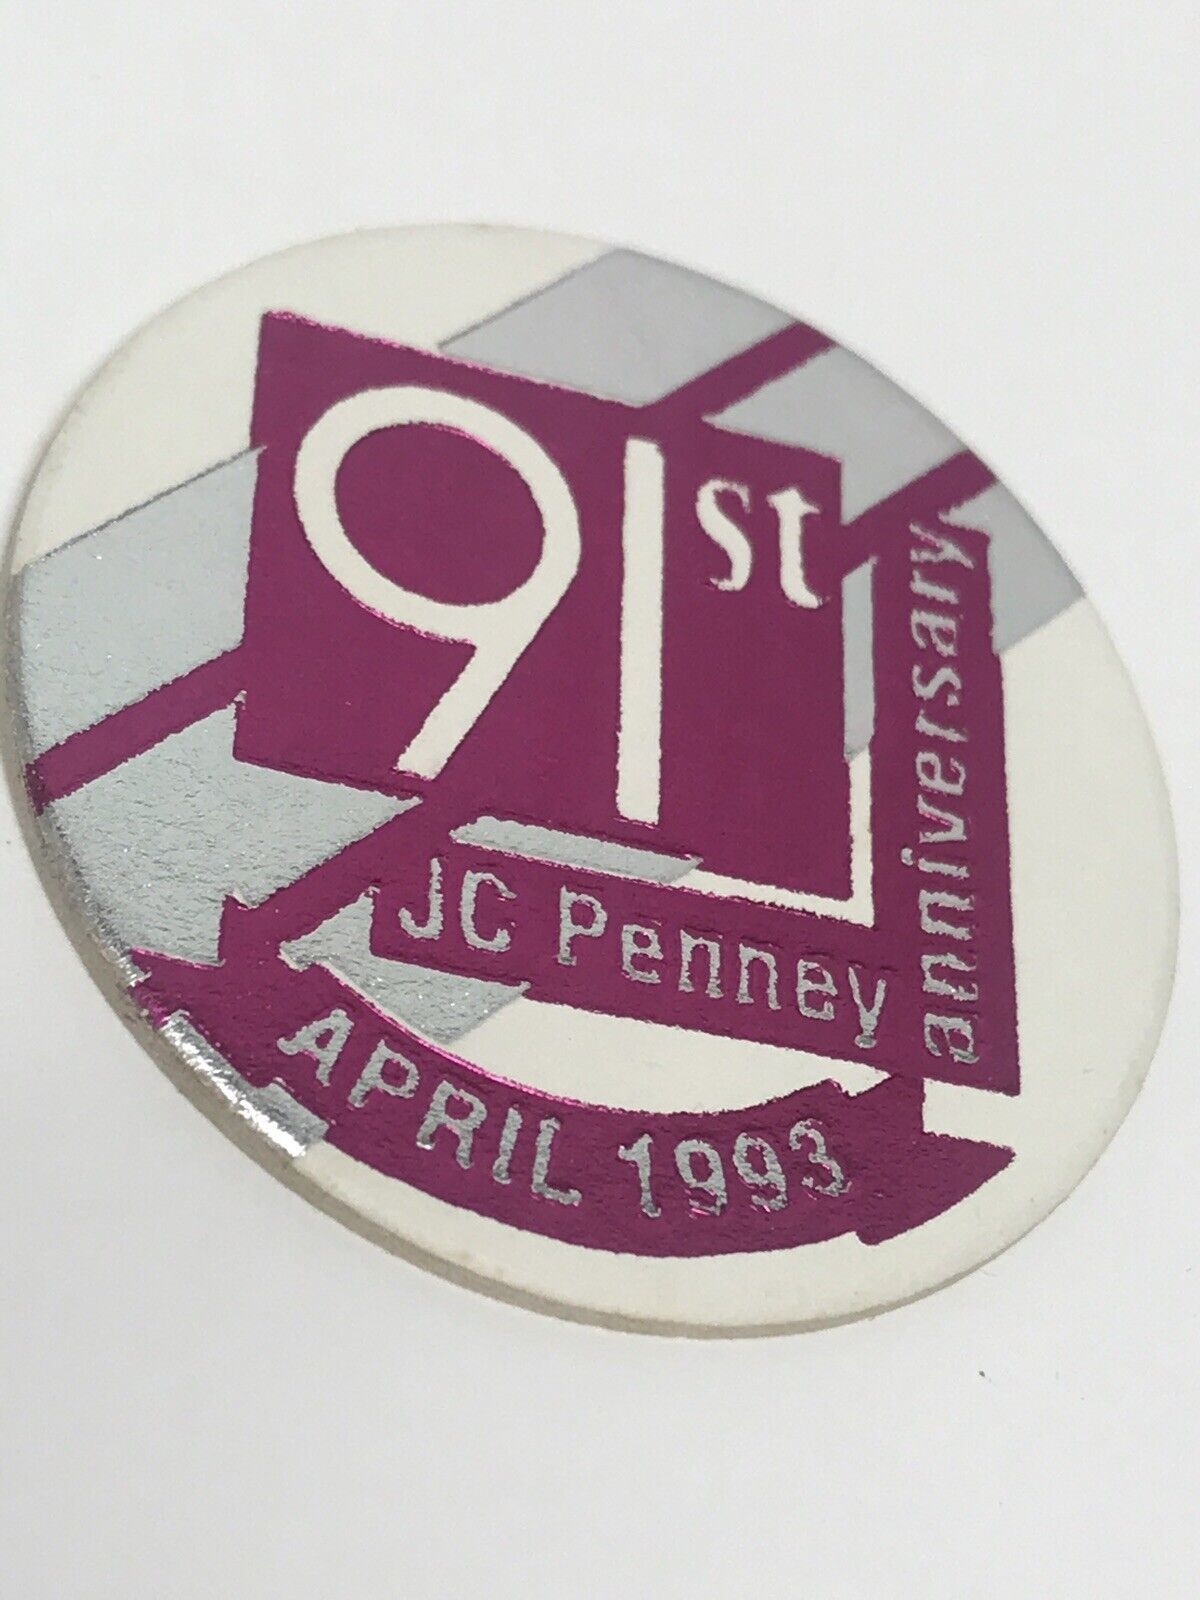 91st
anniversary
JC Penney
APRIL 1993